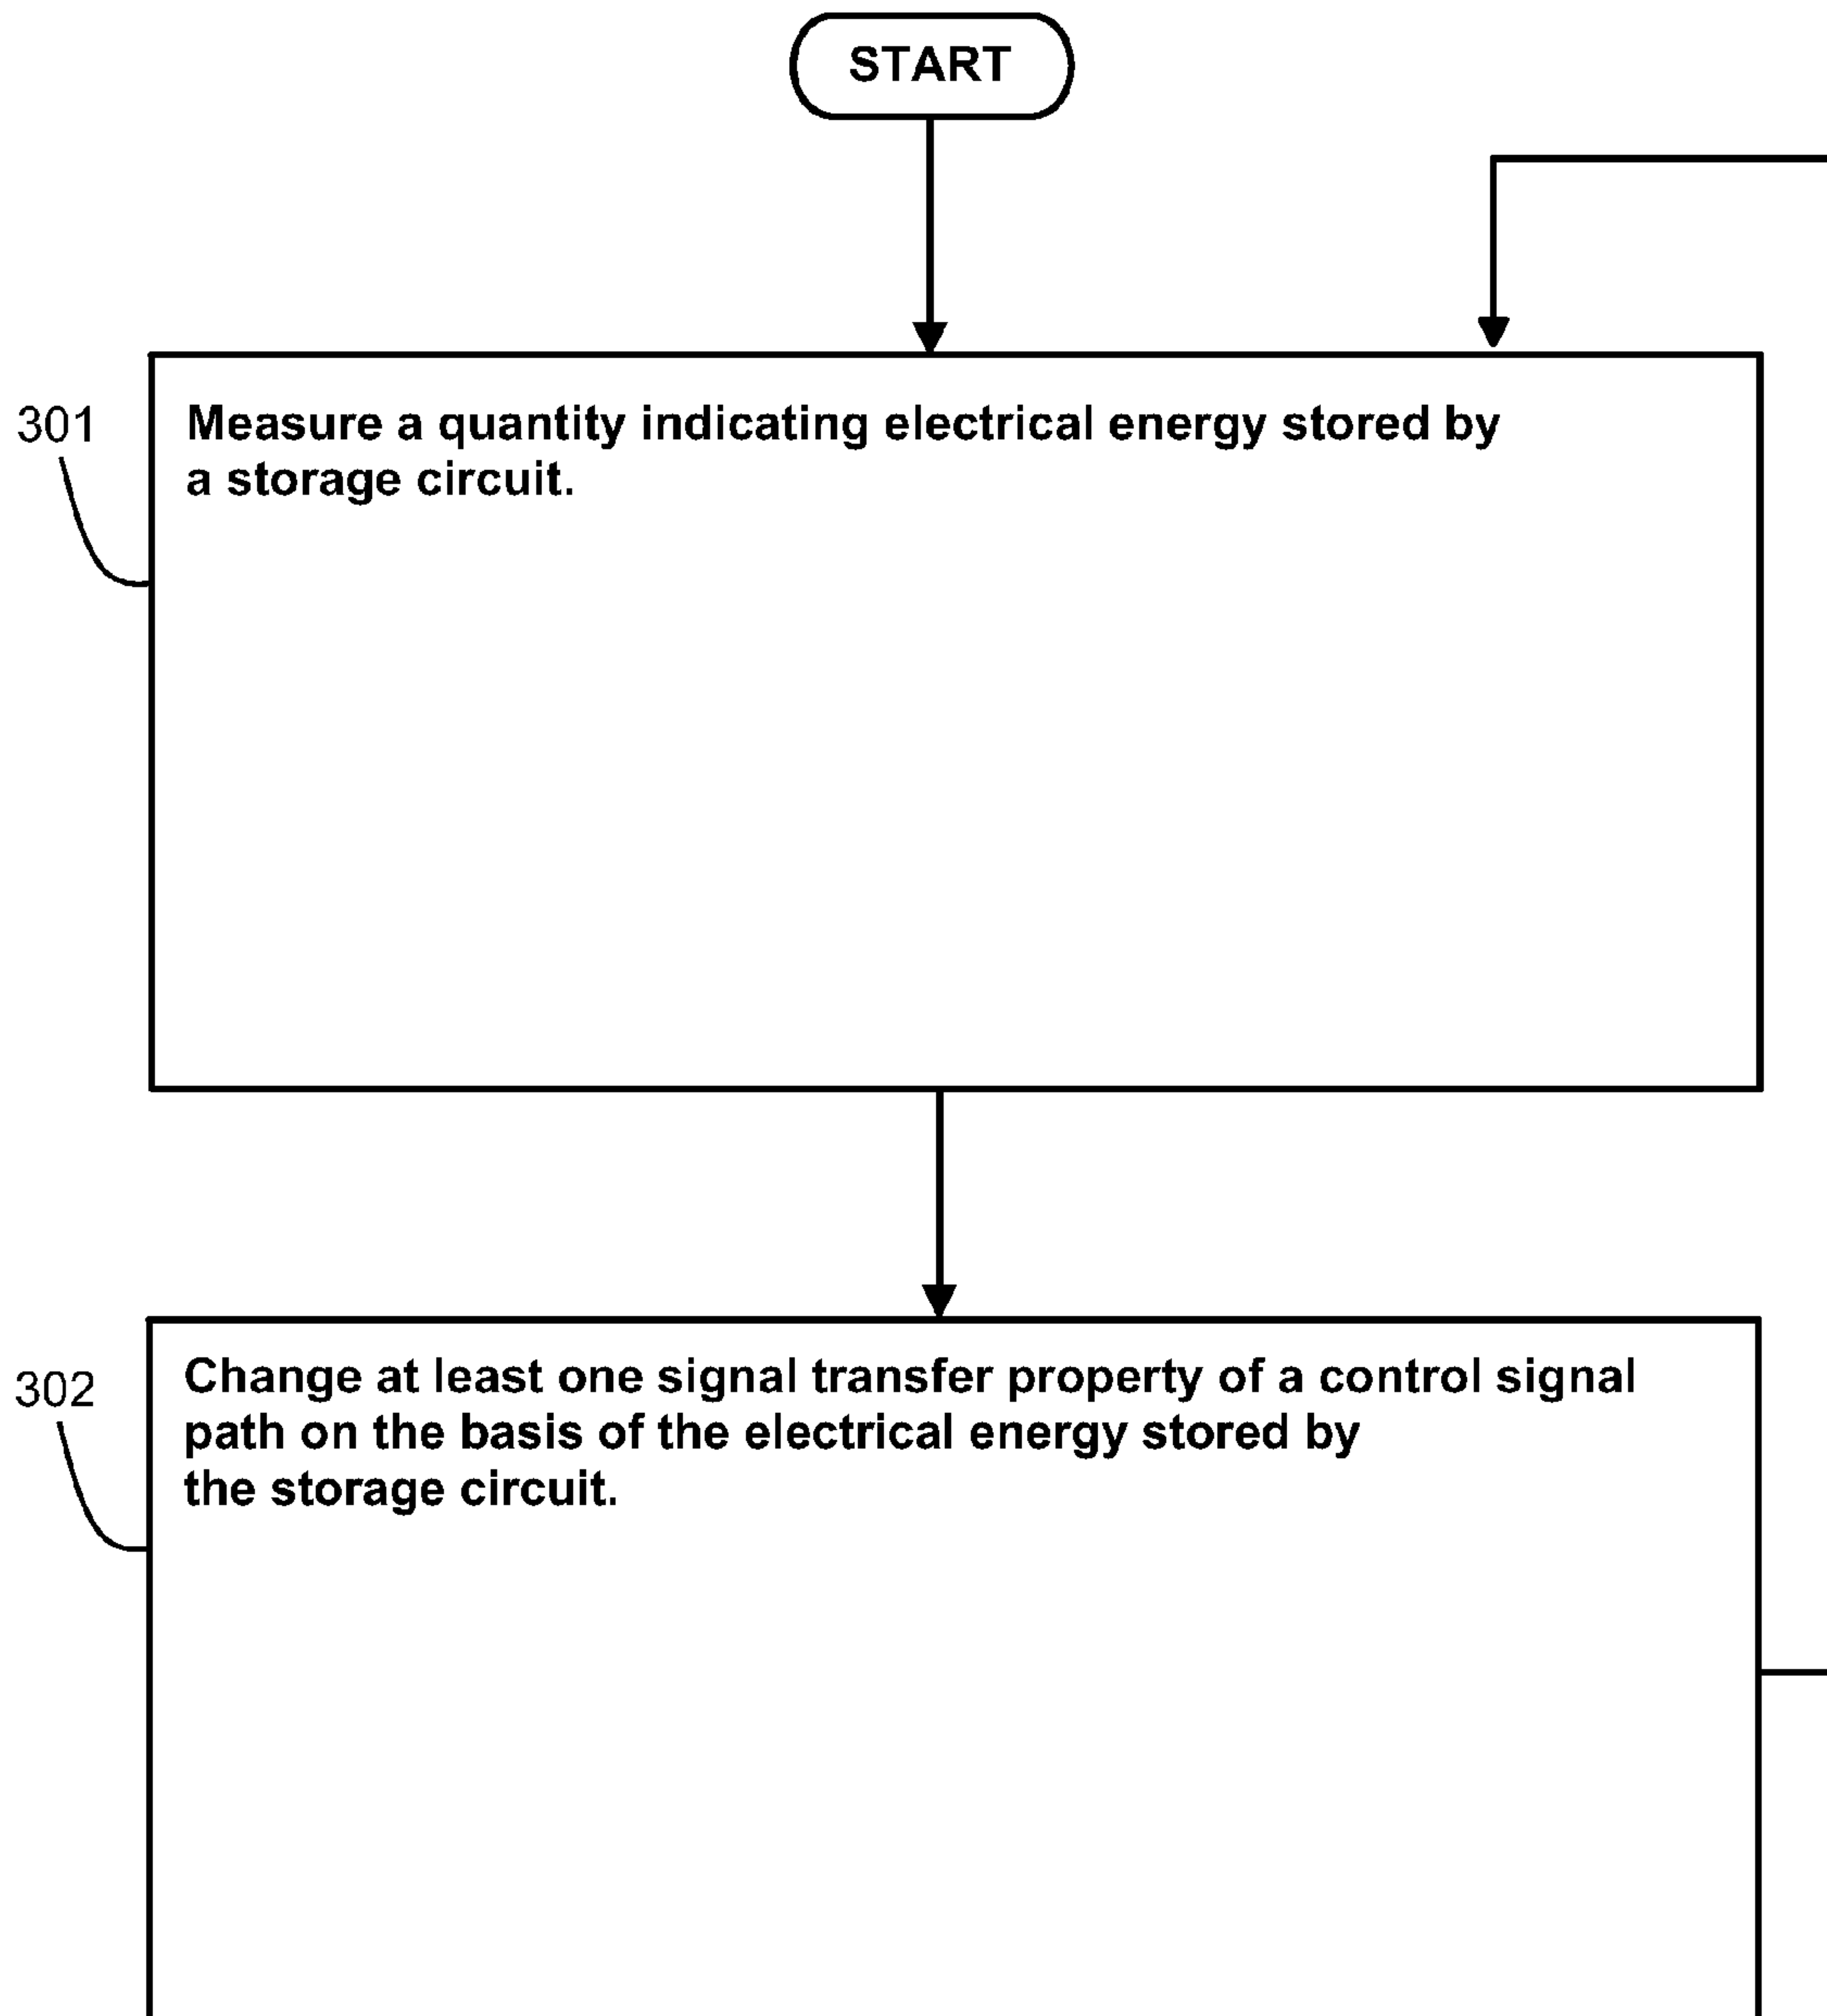 START
301
Measure a quantity indicating electrical energy stored by
a storage circuit.
302
Change at least one signal transfer property of a control signal
path on the basis of the electrical energy stored by
the storage circuit.